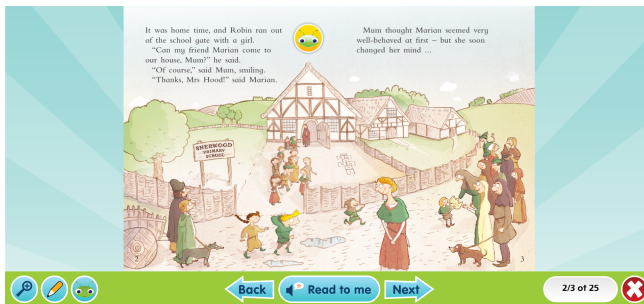 It was home time, and Robin ran out
of the school gate with a girl.
"Can my friend Marian come to
our house, Mum?" he said.
"Of course," said Mum, smiling.
"Thanks, Mrs Hood!" said Marian.
Mum thought Marian seemed very
well-behaved at first – but she soon
changed her mind ...
SHERWOOD
PRIMARY
SCHOOL
2
3
Back
Read to me
Next
2/3 of 25